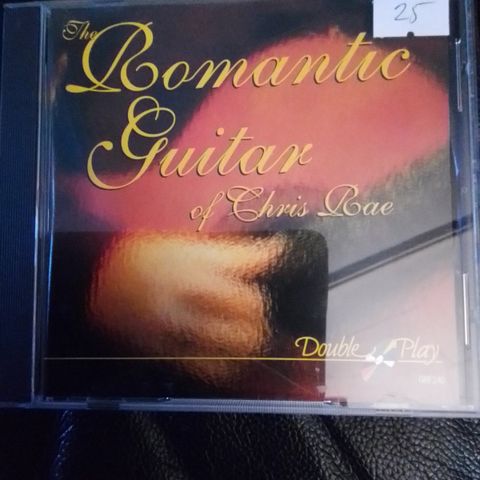 25
The
Romantic
Guitar
of Chris Rae
Double Play